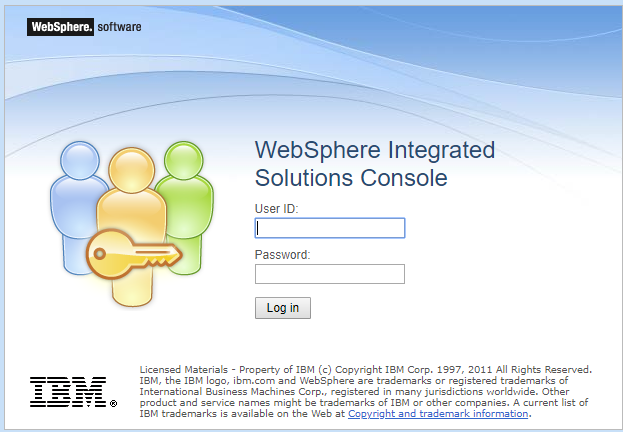 WebSphere. software
WebSphere Integrated
Solutions Console
User ID:
Password:
Log in
Licensed Materials - Property of IBM (c) Copyright IBM Corp. 1997, 2011 All Rights Reserved.
IBM, the IBM logo, ibm.com and WebSphere are trademarks or registered trademarks of
International Business Machines Corp., registered in many jurisdictions worldwide. Other
product and service names might be trademarks of IBM or other companies. A current list of
IBM trademarks is available on the Web at Copyright and trademark information.
IBM®